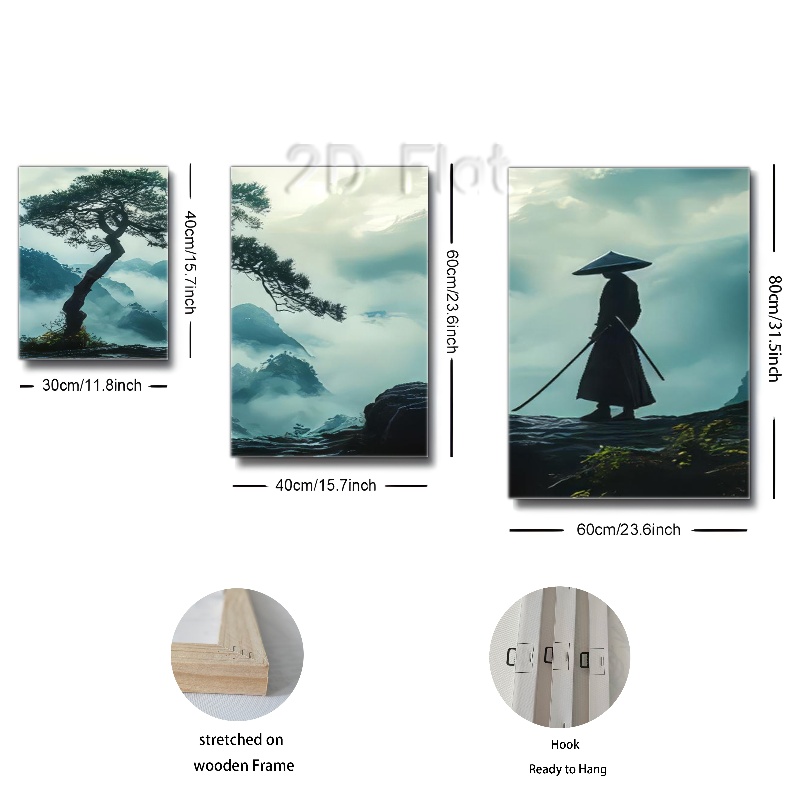 2D Flat
40cm/15.7inch
30cm/11.8inch
60cm/23.6inch
40cm/15.7inch
80cm/31.5inch
60cm/23.6inch
stretched on
wooden Frame
Hook
Ready to Hang